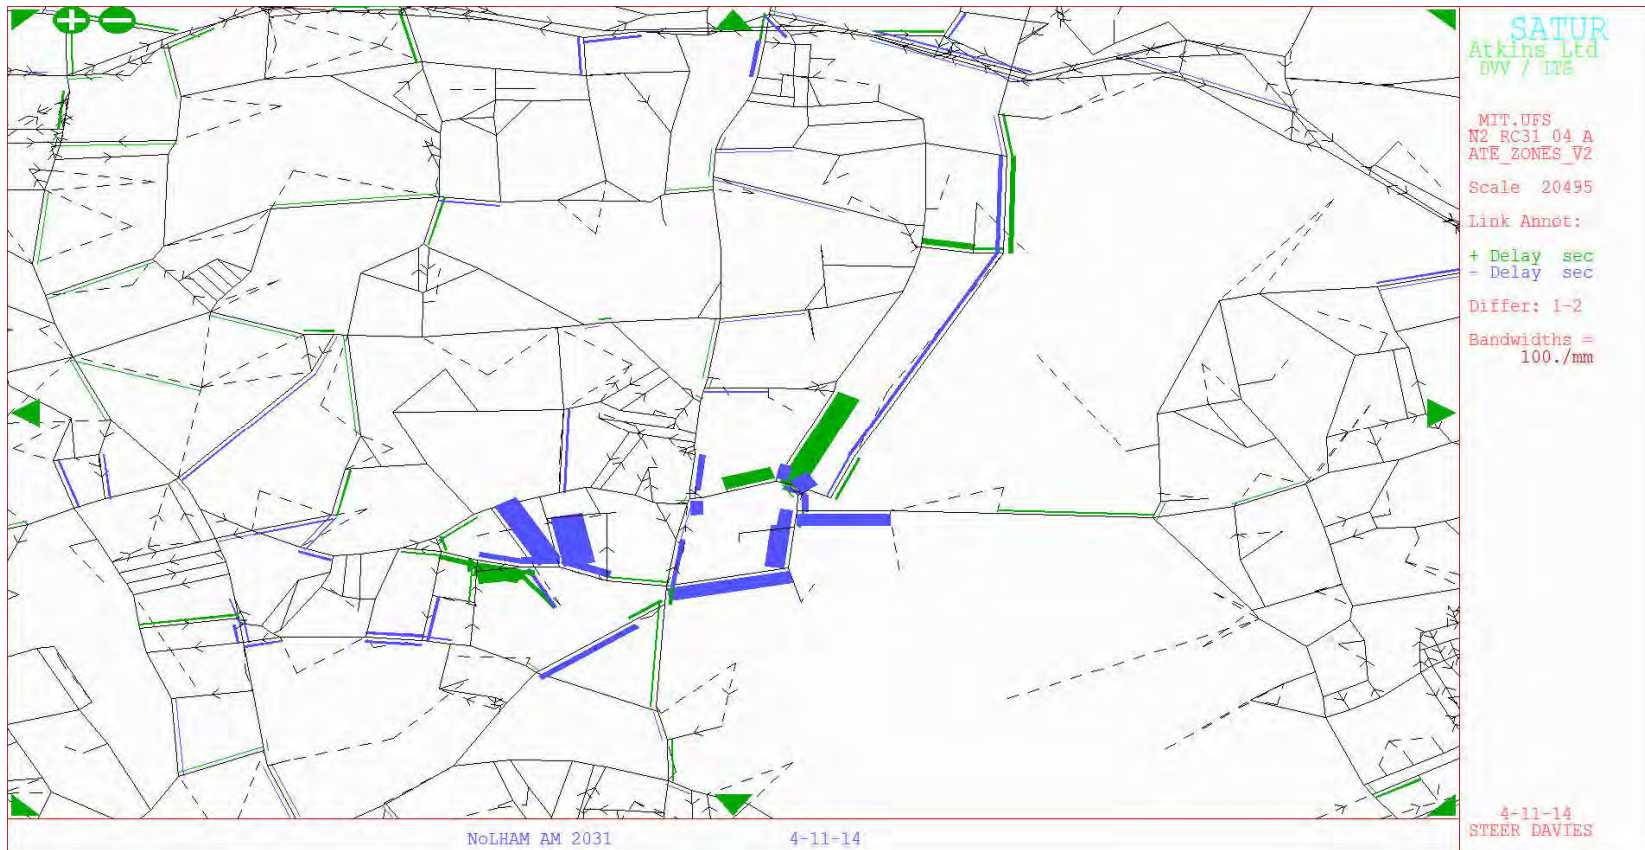 SATUR
Atkins Ltd
DVV / ITS
MIT.UFS
N2 RC31 04 A
ATE_ZONES_V2
Scale 20495
Link Annot:
+ Delay sec
- Delay sec
Differ: 1-2
Bandwidths =
100./mm
4-11-14
STEER DAVIES
NoLHAM AM 2031 4-11-14